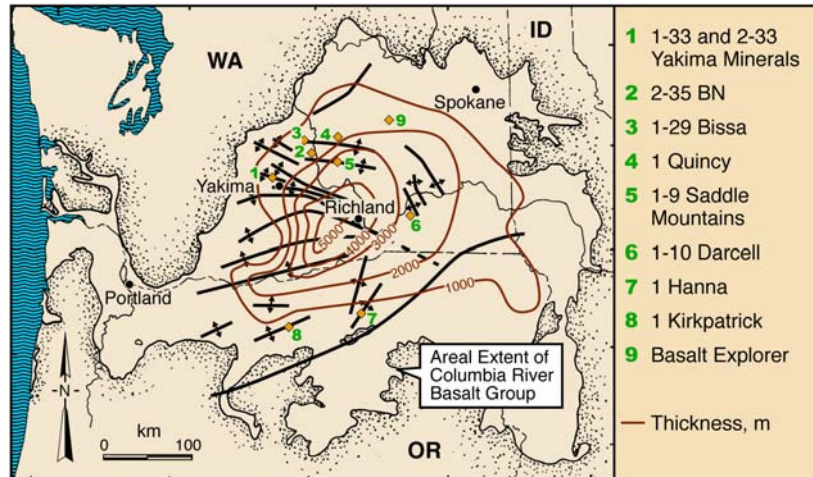 WA
ID
Spokane
9
3
4
2
5
1
Yakima
Richland
6
5000
4000
3000
2000
1000
Portland
7
8
Areal Extent of
Columbia River
Basalt Group
N
km
0
100
OR
1 1-33 and 2-33
Yakima Minerals
2 2-35 BN
3 1-29 Bissa
4 1 Quincy
5 1-9 Saddle
Mountains
6 1-10 Darcell
7 1 Hanna
8 1 Kirkpatrick
9 Basalt Explorer
Thickness, m